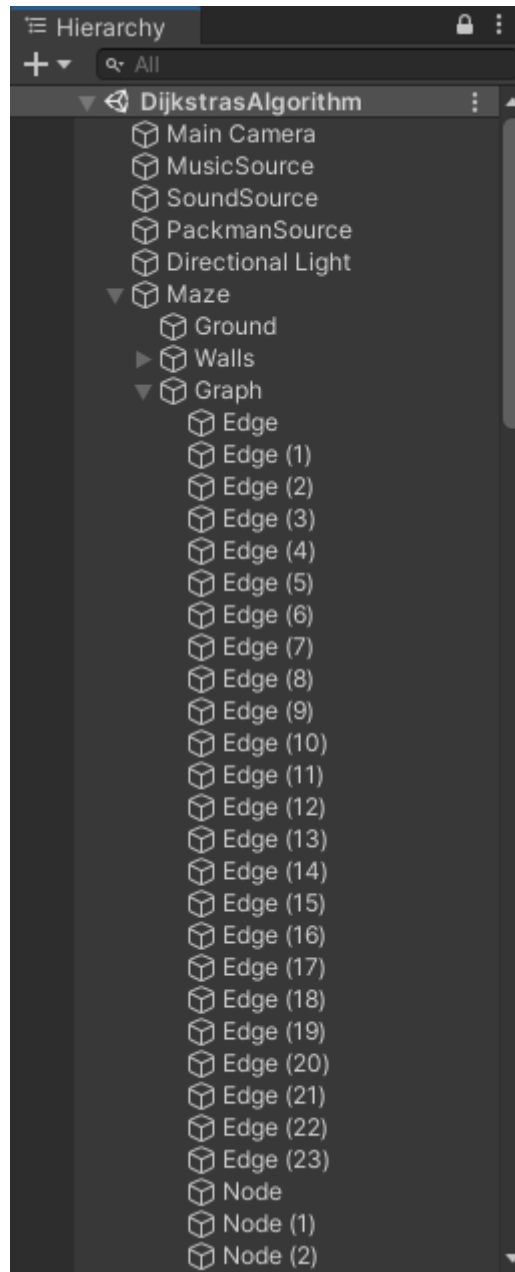 Hierarchy
All
DijkstrasAlgorithm
Main Camera
MusicSource
SoundSource
PackmanSource
Directional Light
Maze
Ground
Walls
Graph
Edge
Edge (1)
Edge (2)
Edge (3)
Edge (4)
Edge (5)
Edge (6)
Edge (7)
Edge (8)
Edge (9)
Edge (10)
Edge (11)
Edge (12)
Edge (13)
Edge (14)
Edge (15)
Edge (16)
Edge (17)
Edge (18)
Edge (19)
Edge (20)
Edge (21)
Edge (22)
Edge (23)
Node
Node (1)
Node (2)